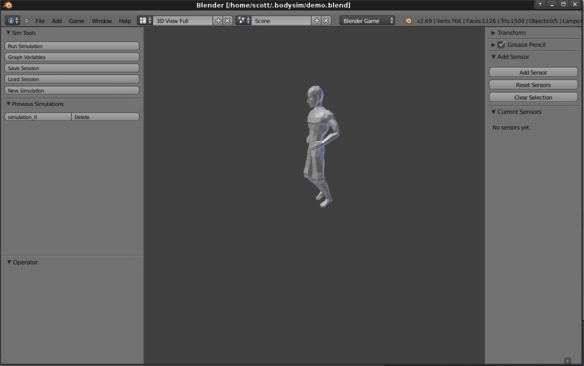 Blender [/home/scott/.bodysim/demo.blend]
File Add Game Window Help
3D View Full
Scene
Blender Game
v2.69 | Verts:766 | Faces:1126 | Tris:1500 | Objects:0/5 | Lamps:
Sim Tools
Run Simulation
Graph Variables
Save Session
Load Session
New Simulation
Previous Simulations
simulation_0 Delete
Operator
Transform
Grease Pencil
Add Sensor
Add Sensor
Reset Sensors
Clear Selection
Current Sensors
No sensors yet.